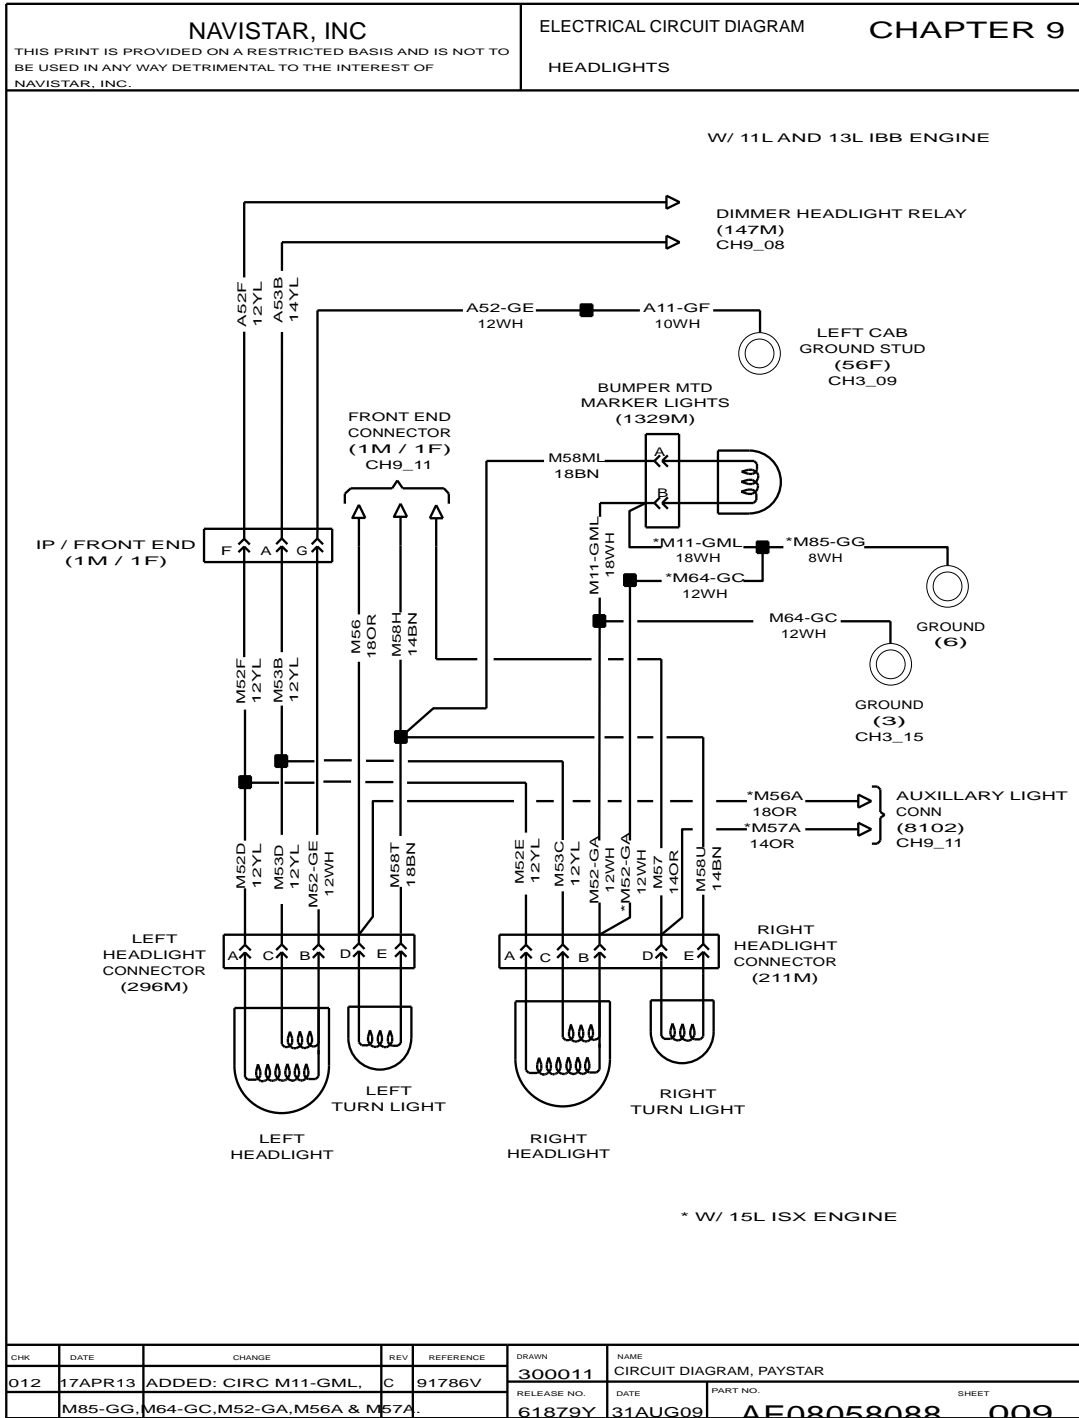 NAVISTAR, INC
THIS PRINT IS PROVIDED ON A RESTRICTED BASIS AND IS NOT TO
BE USED IN ANY WAY DETRIMENTAL TO THE INTEREST OF
NAVISTAR, INC.
ELECTRICAL CIRCUIT DIAGRAM
CHAPTER 9
HEADLIGHTS
W/ 11L AND 13L IBB ENGINE
DIMMER HEADLIGHT RELAY
(147M)
CH9_08
A52F
12YL
A53B
14YL
A52-GE
12WH
A11-GF
10WH
LEFT CAB
GROUND STUD
(56F)
CH3_09
BUMPER MTD
MARKER LIGHTS
(1329M)
FRONT END
CONNECTOR
(1M / 1F)
CH9_11
M58ML
18BN
A
B
IP / FRONT END
(1M / 1F)
F
A
G
M11-GML
18WH
*M11-GML
18WH
*M85-GG
8WH
*M64-GC
12WH
M64-GC
12WH
GROUND
(6)
GROUND
(3)
CH3_15
M56
18OR
M58H
14BN
M52F
12YL
M53B
12YL
*M56A
18OR
*M57A
14OR
AUXILLARY LIGHT
CONN
(8102)
CH9_11
M52D
12YL
M53D
12YL
M52-GE
12WH
M58T
18BN
M52E
12YL
M53C
12YL
M52-GA
12WH
*M52-GA
12WH
M57
14OR
M58U
14BN
LEFT
HEADLIGHT
CONNECTOR
(296M)
A
C
B
D
E
A
C
B
D
E
RIGHT
HEADLIGHT
CONNECTOR
(211M)
LEFT
TURN LIGHT
RIGHT
TURN LIGHT
LEFT
HEADLIGHT
RIGHT
HEADLIGHT
* W/ 15L ISX ENGINE
CHK DATE CHANGE REV REFERENCE
012 17APR13 ADDED: CIRC M11-GML, C 91786V
M85-GG,M64-GC,M52-GA,M56A & M57A.
DRAWN
300011
NAME
CIRCUIT DIAGRAM, PAYSTAR
RELEASE NO.
61879Y
DATE
31AUG09
PART NO.
AE08058088
SHEET
009